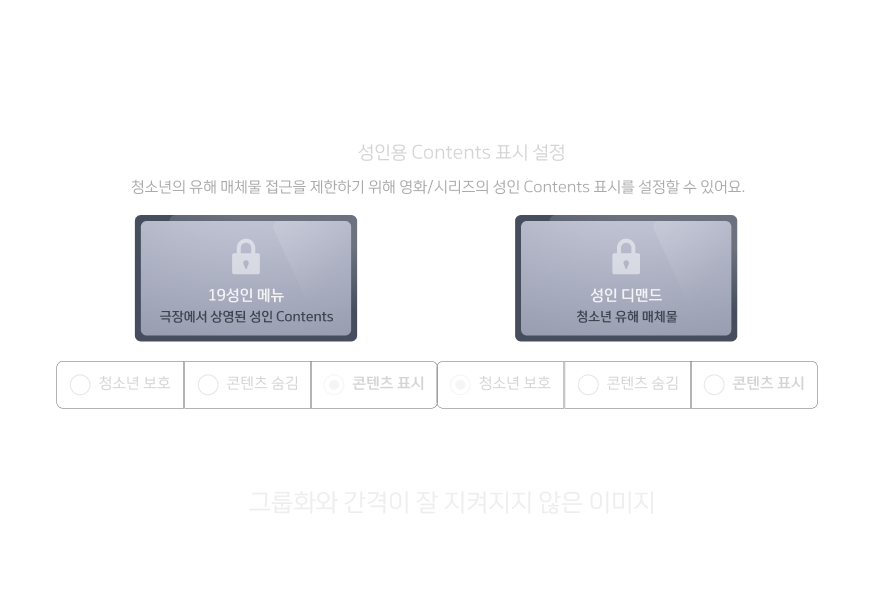 성인용 Contents 표시 설정
청소년의 유해 매체물 접근을 제한하기 위해 영화/시리즈의 성인 Contents 표시를 설정할 수 있어요.
19성인 메뉴
극장에서 상영된 성인 Contents
성인 디맨드
청소년 유해 매체물
청소년 보호 콘텐츠 숨김 콘텐츠 표시 청소년 보호 콘텐츠 숨김 콘텐츠 표시
그룹화와 간격이 잘 지켜지지 않은 이미지